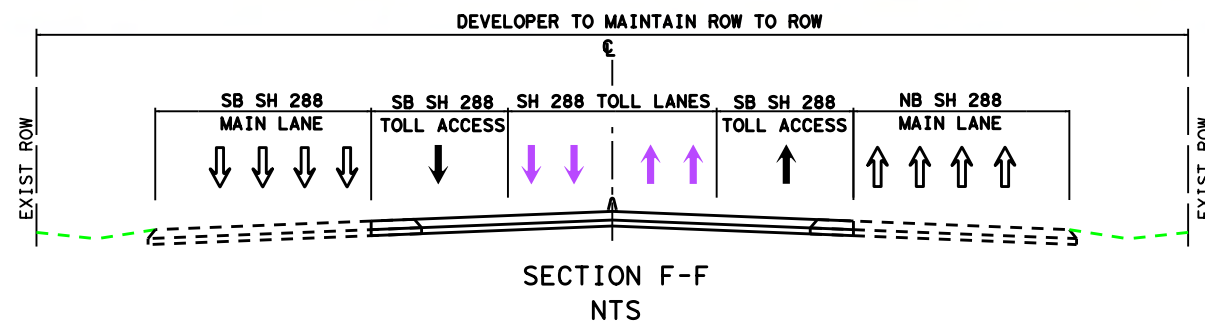 DEVELOPER TO MAINTAIN ROW TO ROW
℄
SB SH 288
MAIN LANE
SB SH 288
TOLL ACCESS
SH 288 TOLL LANES
SB SH 288
TOLL ACCESS
NB SH 288
MAIN LANE
EXIST ROW
EXIST ROW
SECTION F-F
NTS